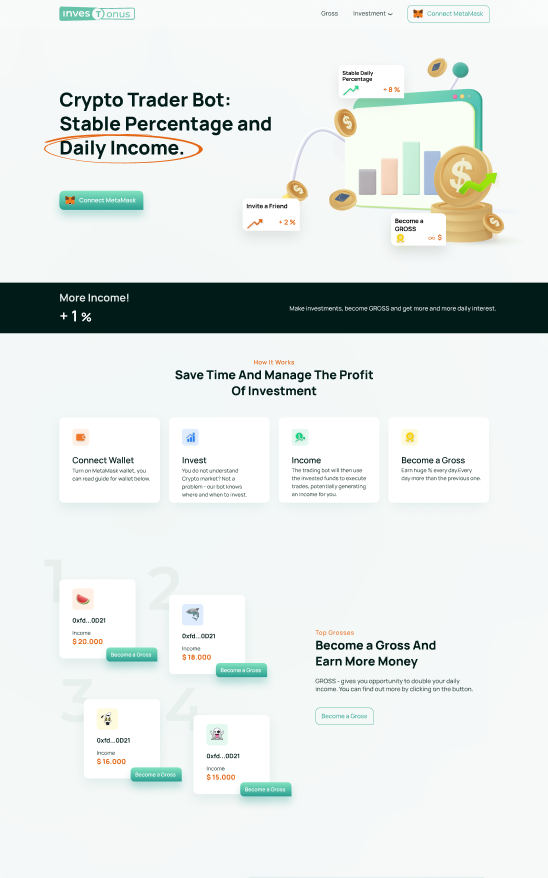 invesTonus
Gross
Investment
Connect MetaMask
Crypto Trader Bot:
Stable Percentage and
Daily Income.
Connect MetaMask
Stable Daily
Percentage
+ 8 %
Invite a Friend
+ 2 %
Become a
GROSS
∞ $
More Income!
+ 1 %
Make investments, become GROSS and get more and more daily interest.
How It Works
Save Time And Manage The Profit
Of Investment
Connect Wallet
Turn on MetaMask wallet, you
can read guide for wallet below.
Invest
You do not understand
Crypto market? Not a
problem - our bot knows
where and when to invest.
Income
The trading bot will then use
the invested funds to execute
trades, potentially generating
an income for you.
Become a Gross
Earn huge % every day.Every
day more than the previous one.
1
0xfd...0D21
Income
$ 20.000
Become a Gross
2
0xfd...0D21
Income
$ 18.000
Become a Gross
3
0xfd...0D21
Income
$ 16.000
Become a Gross
4
0xfd...0D21
Income
$ 15.000
Become a Gross
Top Grosses
Become a Gross And
Earn More Money
GROSS - gives you opportunity to double your daily
income. You can find out more by clicking on the button.
Become a Gross